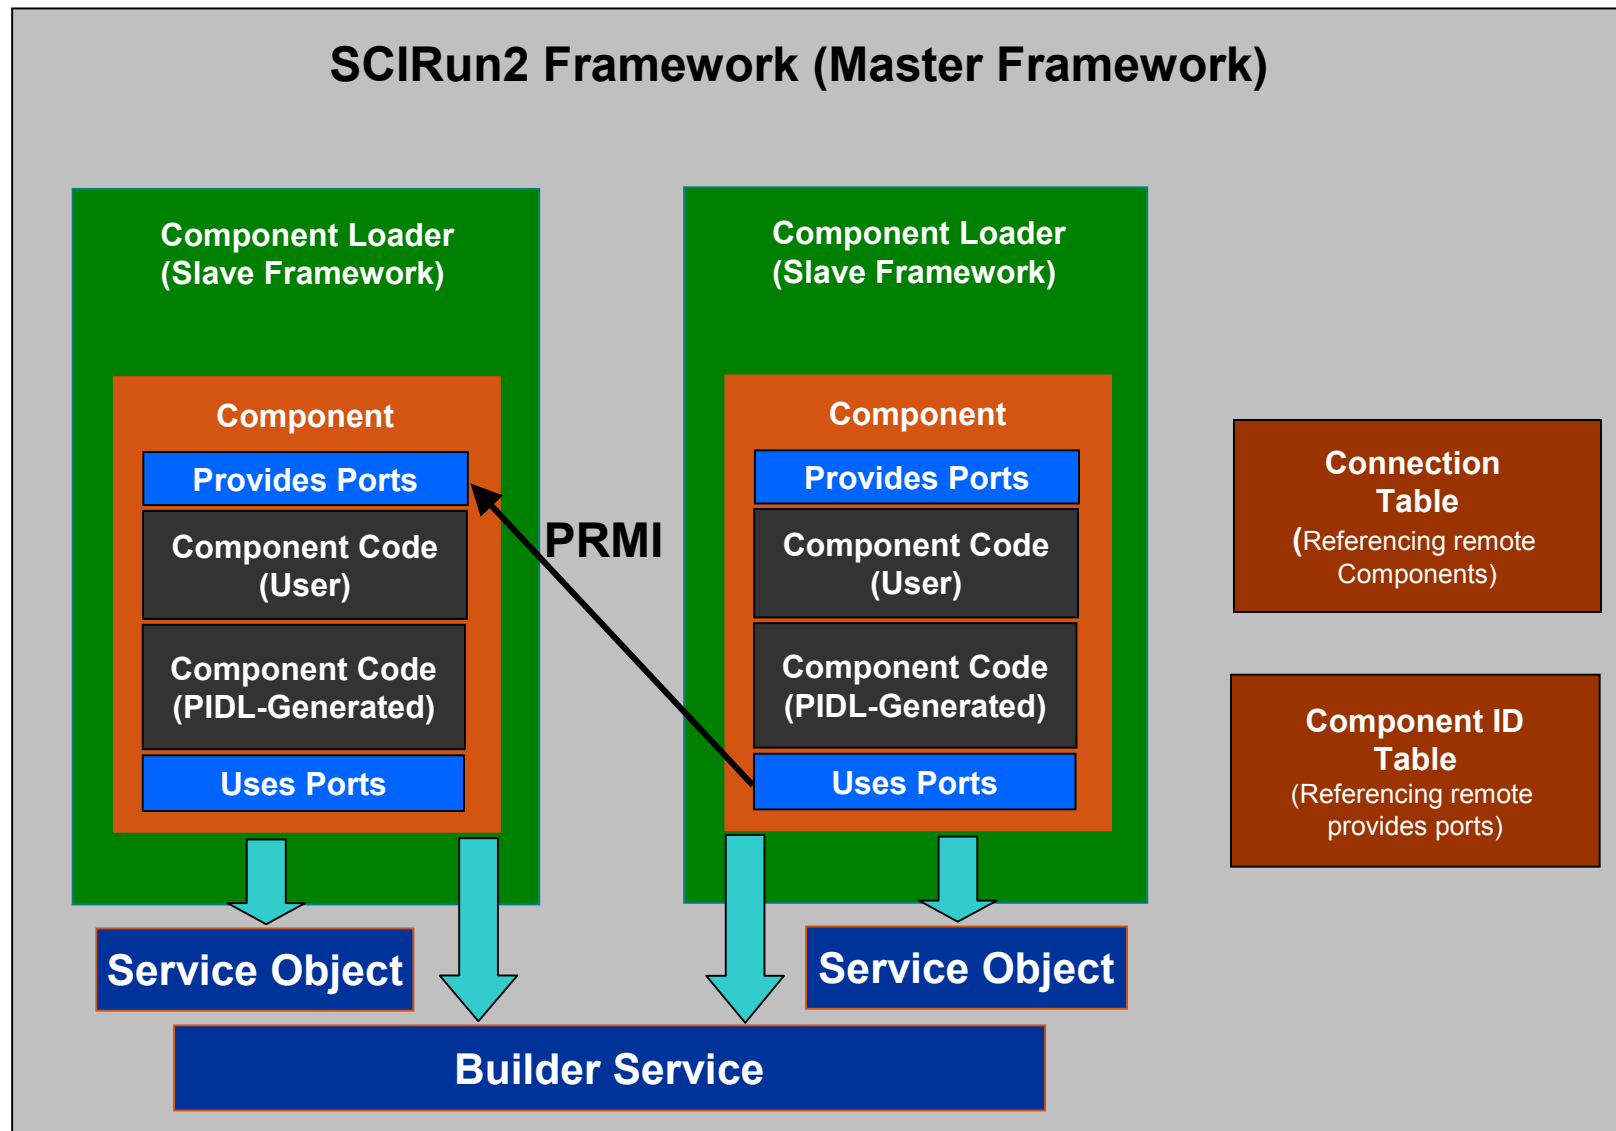 SCIRun2 Framework (Master Framework)
Component Loader
(Slave Framework)
Component
Provides Ports
Component Code
(User)
Component Code
(PIDL-Generated)
Uses Ports
PRMI
Component Loader
(Slave Framework)
Component
Provides Ports
Component Code
(User)
Component Code
(PIDL-Generated)
Uses Ports
Connection
Table
(Referencing remote
Components)
Component ID
Table
(Referencing remote
provides ports)
Service Object
Service Object
Builder Service